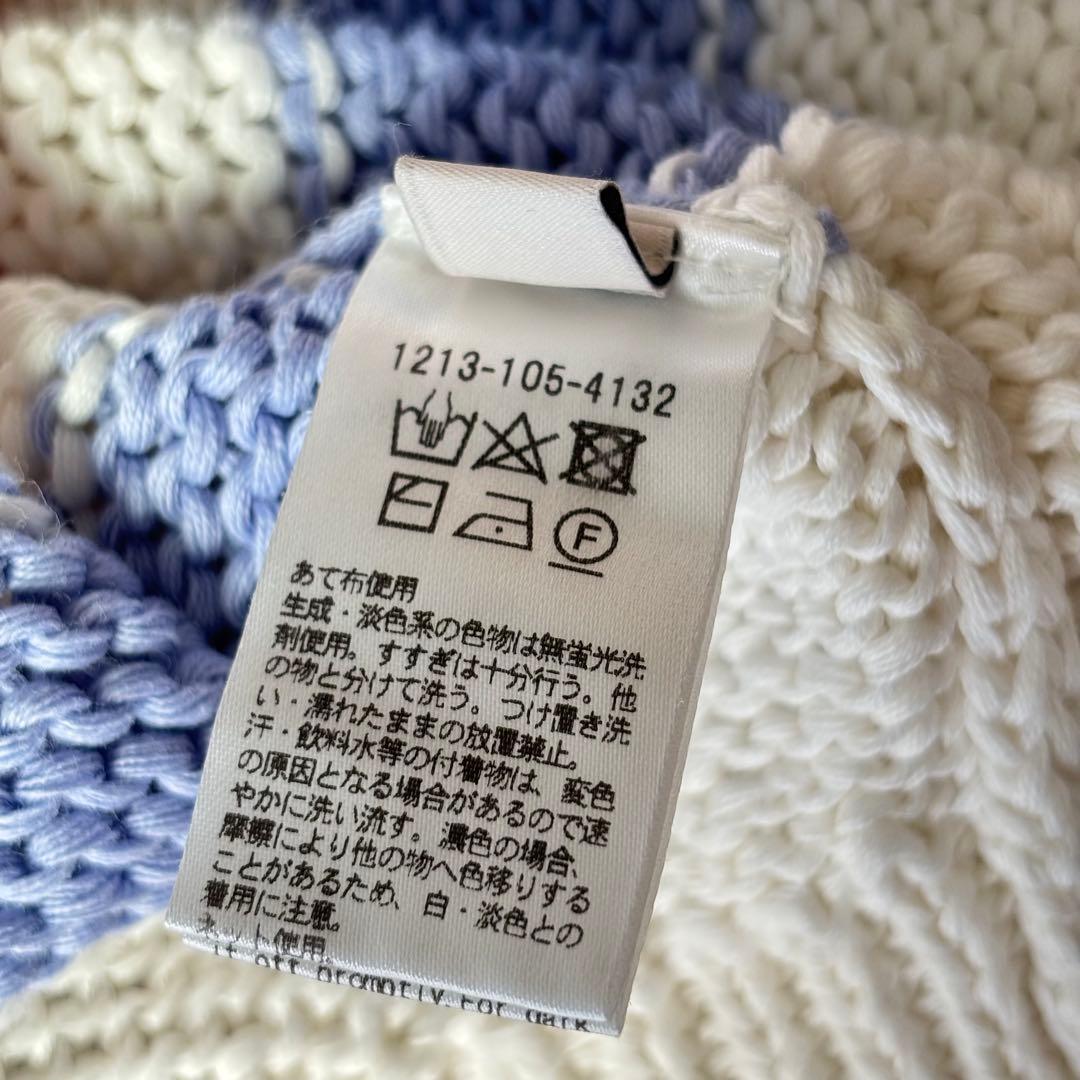 1213-105-4132
F
あて布使用
生成・淡色系の色物は無蛍光洗
剤使用。すすぎは十分行う。他
の物と分けて洗う。つけ置き洗
い・濡れたままの放置禁止。
汗・飲料水等の付着物は、変色
の原因となる場合があるので速
やかに洗い流す。濃色の場合、
摩擦により他の物へ色移りする
ことがあるため、白・淡色との
着用に注意。
ネット使用。
it off promptly.For dark